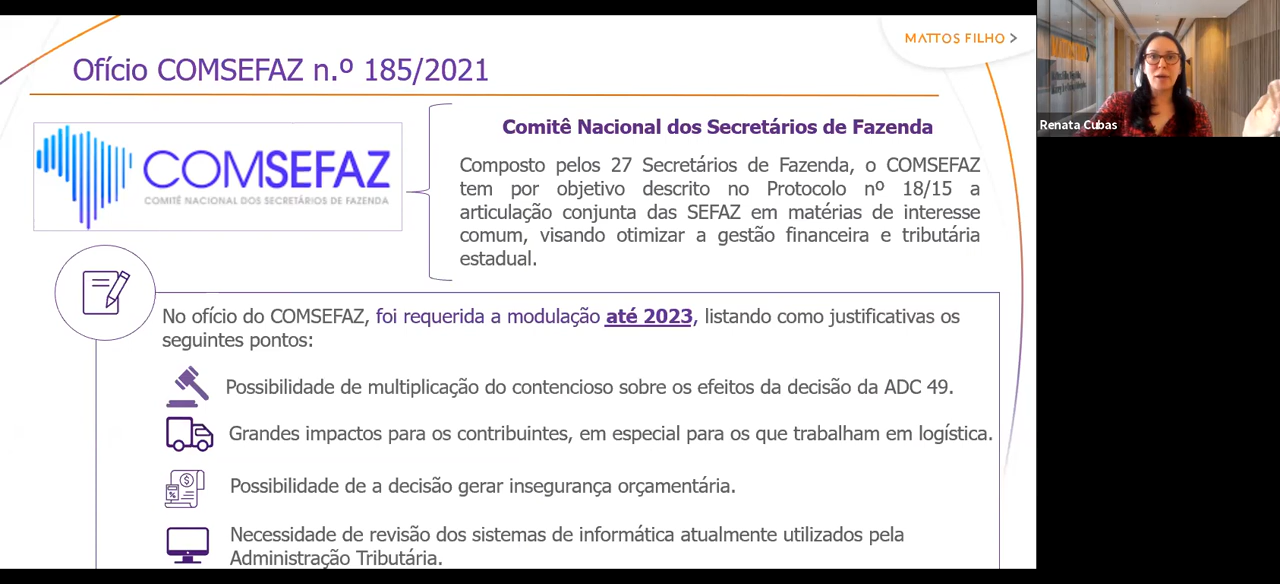 MATTOS FILHO >
Ofício COMSEFAZ n.º 185/2021
COMSEFAZ
COMITÊ NACIONAL DOS SECRETÁRIOS DE FAZENDA
Comitê Nacional dos Secretários de Fazenda
Composto pelos 27 Secretários de Fazenda, o COMSEFAZ
tem por objetivo descrito no Protocolo nº 18/15 a
articulação conjunta das SEFAZ em matérias de interesse
comum, visando otimizar a gestão financeira e tributária
estadual.
No ofício do COMSEFAZ, foi requerida a modulação até 2023, listando como justificativas os
seguintes pontos:
Possibilidade de multiplicação do contencioso sobre os efeitos da decisão da ADC 49.
Grandes impactos para os contribuintes, em especial para os que trabalham em logística.
Possibilidade de a decisão gerar insegurança orçamentária.
Necessidade de revisão dos sistemas de informática atualmente utilizados pela
Administração Tributária.
Renata Cubas